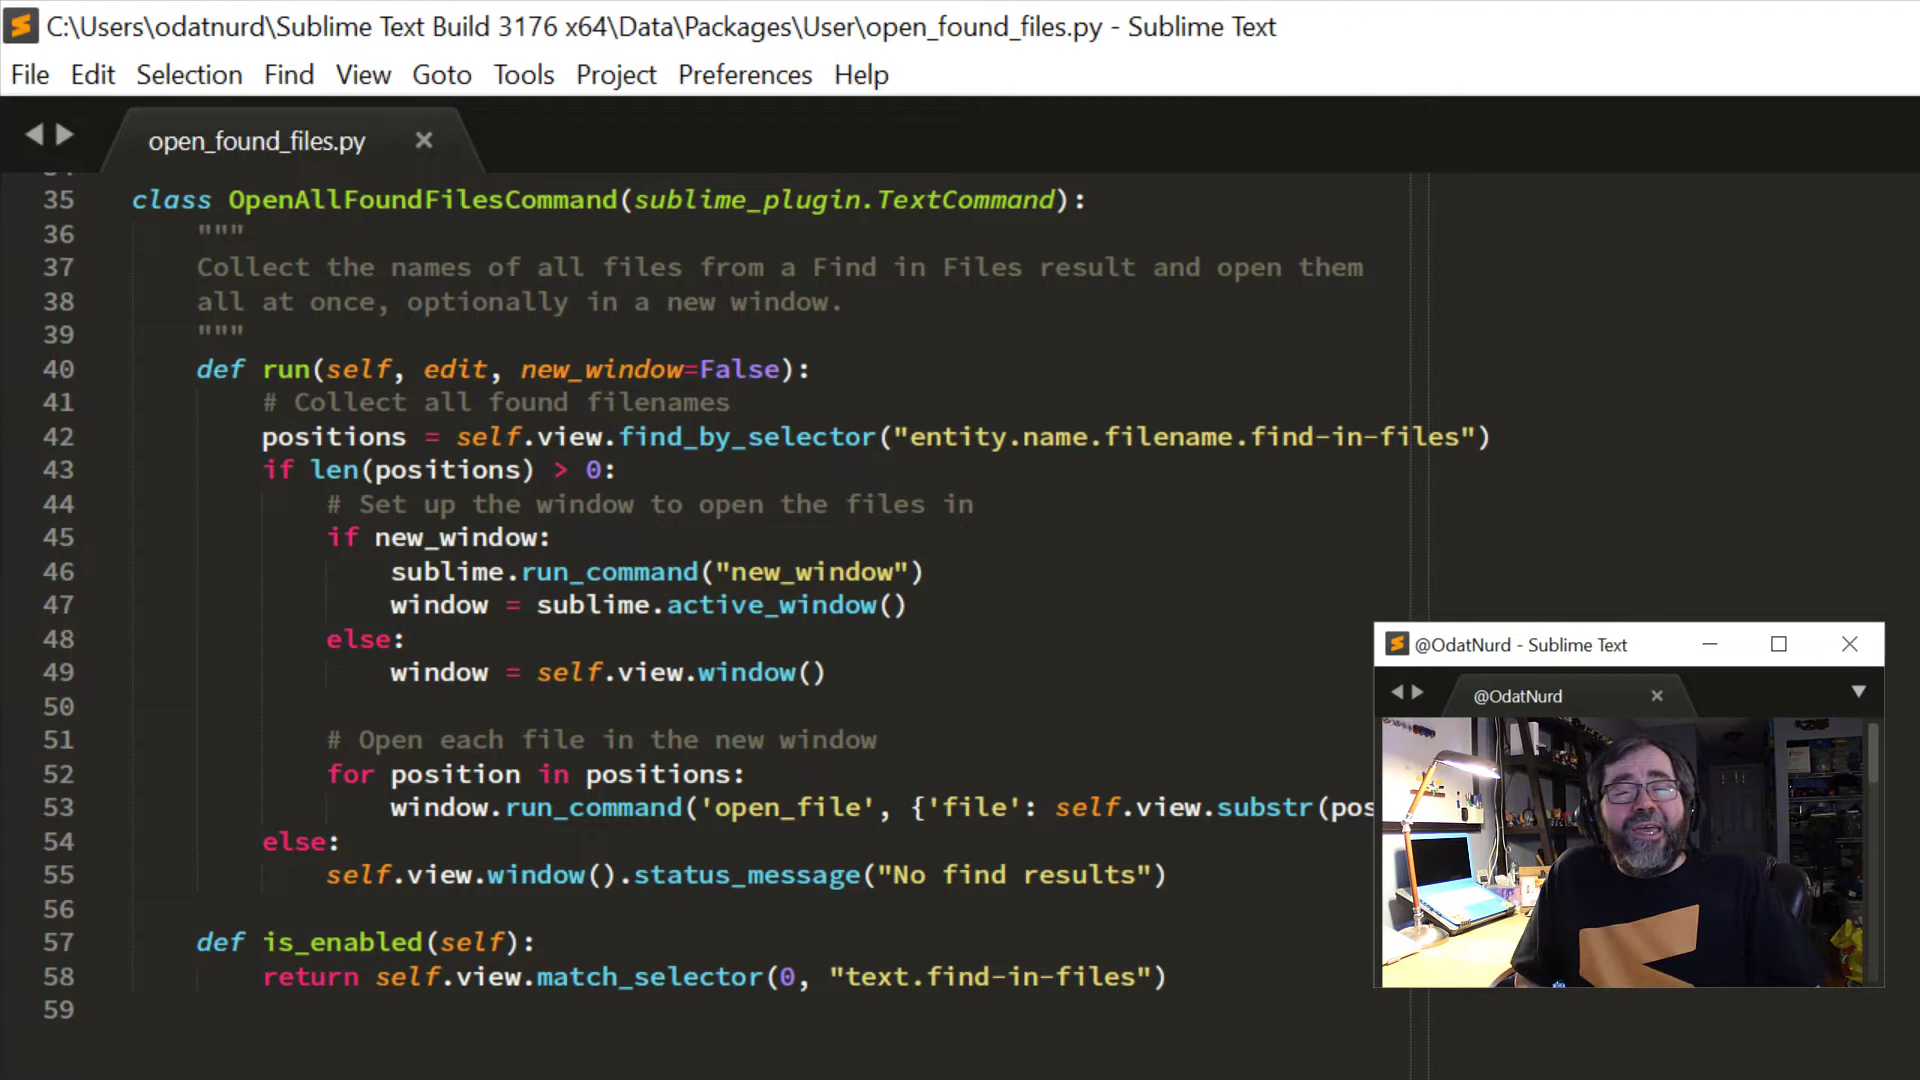 C:\Users\odatnurd\Sublime Text Build 3176 x64\Data\Packages\User\open_found_files.py - Sublime Text
File Edit Selection Find View Goto Tools Project Preferences Help
open_found_files.py
35 class OpenAllFoundFilesCommand(sublime_plugin.TextCommand):
36 """
37 Collect the names of all files from a Find in Files result and open them
38 all at once, optionally in a new window.
39 """
40 def run(self, edit, new_window=False):
41 # Collect all found filenames
42 positions = self.view.find_by_selector("entity.name.filename.find-in-files")
43 if len(positions) > 0:
44 # Set up the window to open the files in
45 if new_window:
46 sublime.run_command("new_window")
47 window = sublime.active_window()
48 else:
49 window = self.view.window()
50
51 # Open each file in the new window
52 for position in positions:
53 window.run_command('open_file', {'file': self.view.substr(pos
54 else:
55 self.view.window().status_message("No find results")
56
57 def is_enabled(self):
58 return self.view.match_selector(0, "text.find-in-files")
59
@OdatNurd - Sublime Text
@OdatNurd